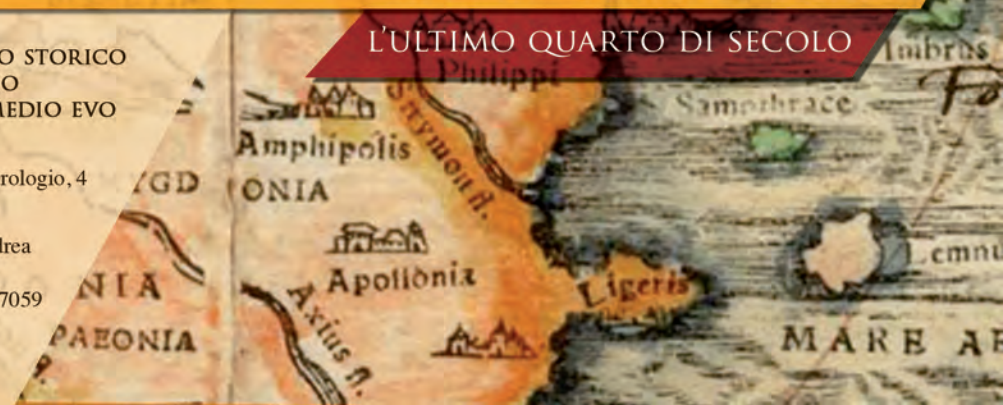 L'ULTIMO QUARTO DI SECOLO
O STORICO
O
MEDIO EVO
rologio, 4
drea
7059
Philippi
Strymon fl.
Amphipolis
YGD ONIA
Apollonia
Axius fl.
NIA
PAEONIA
Ligeris
Imbrus
Samothrace
Lemnu
MARE AE